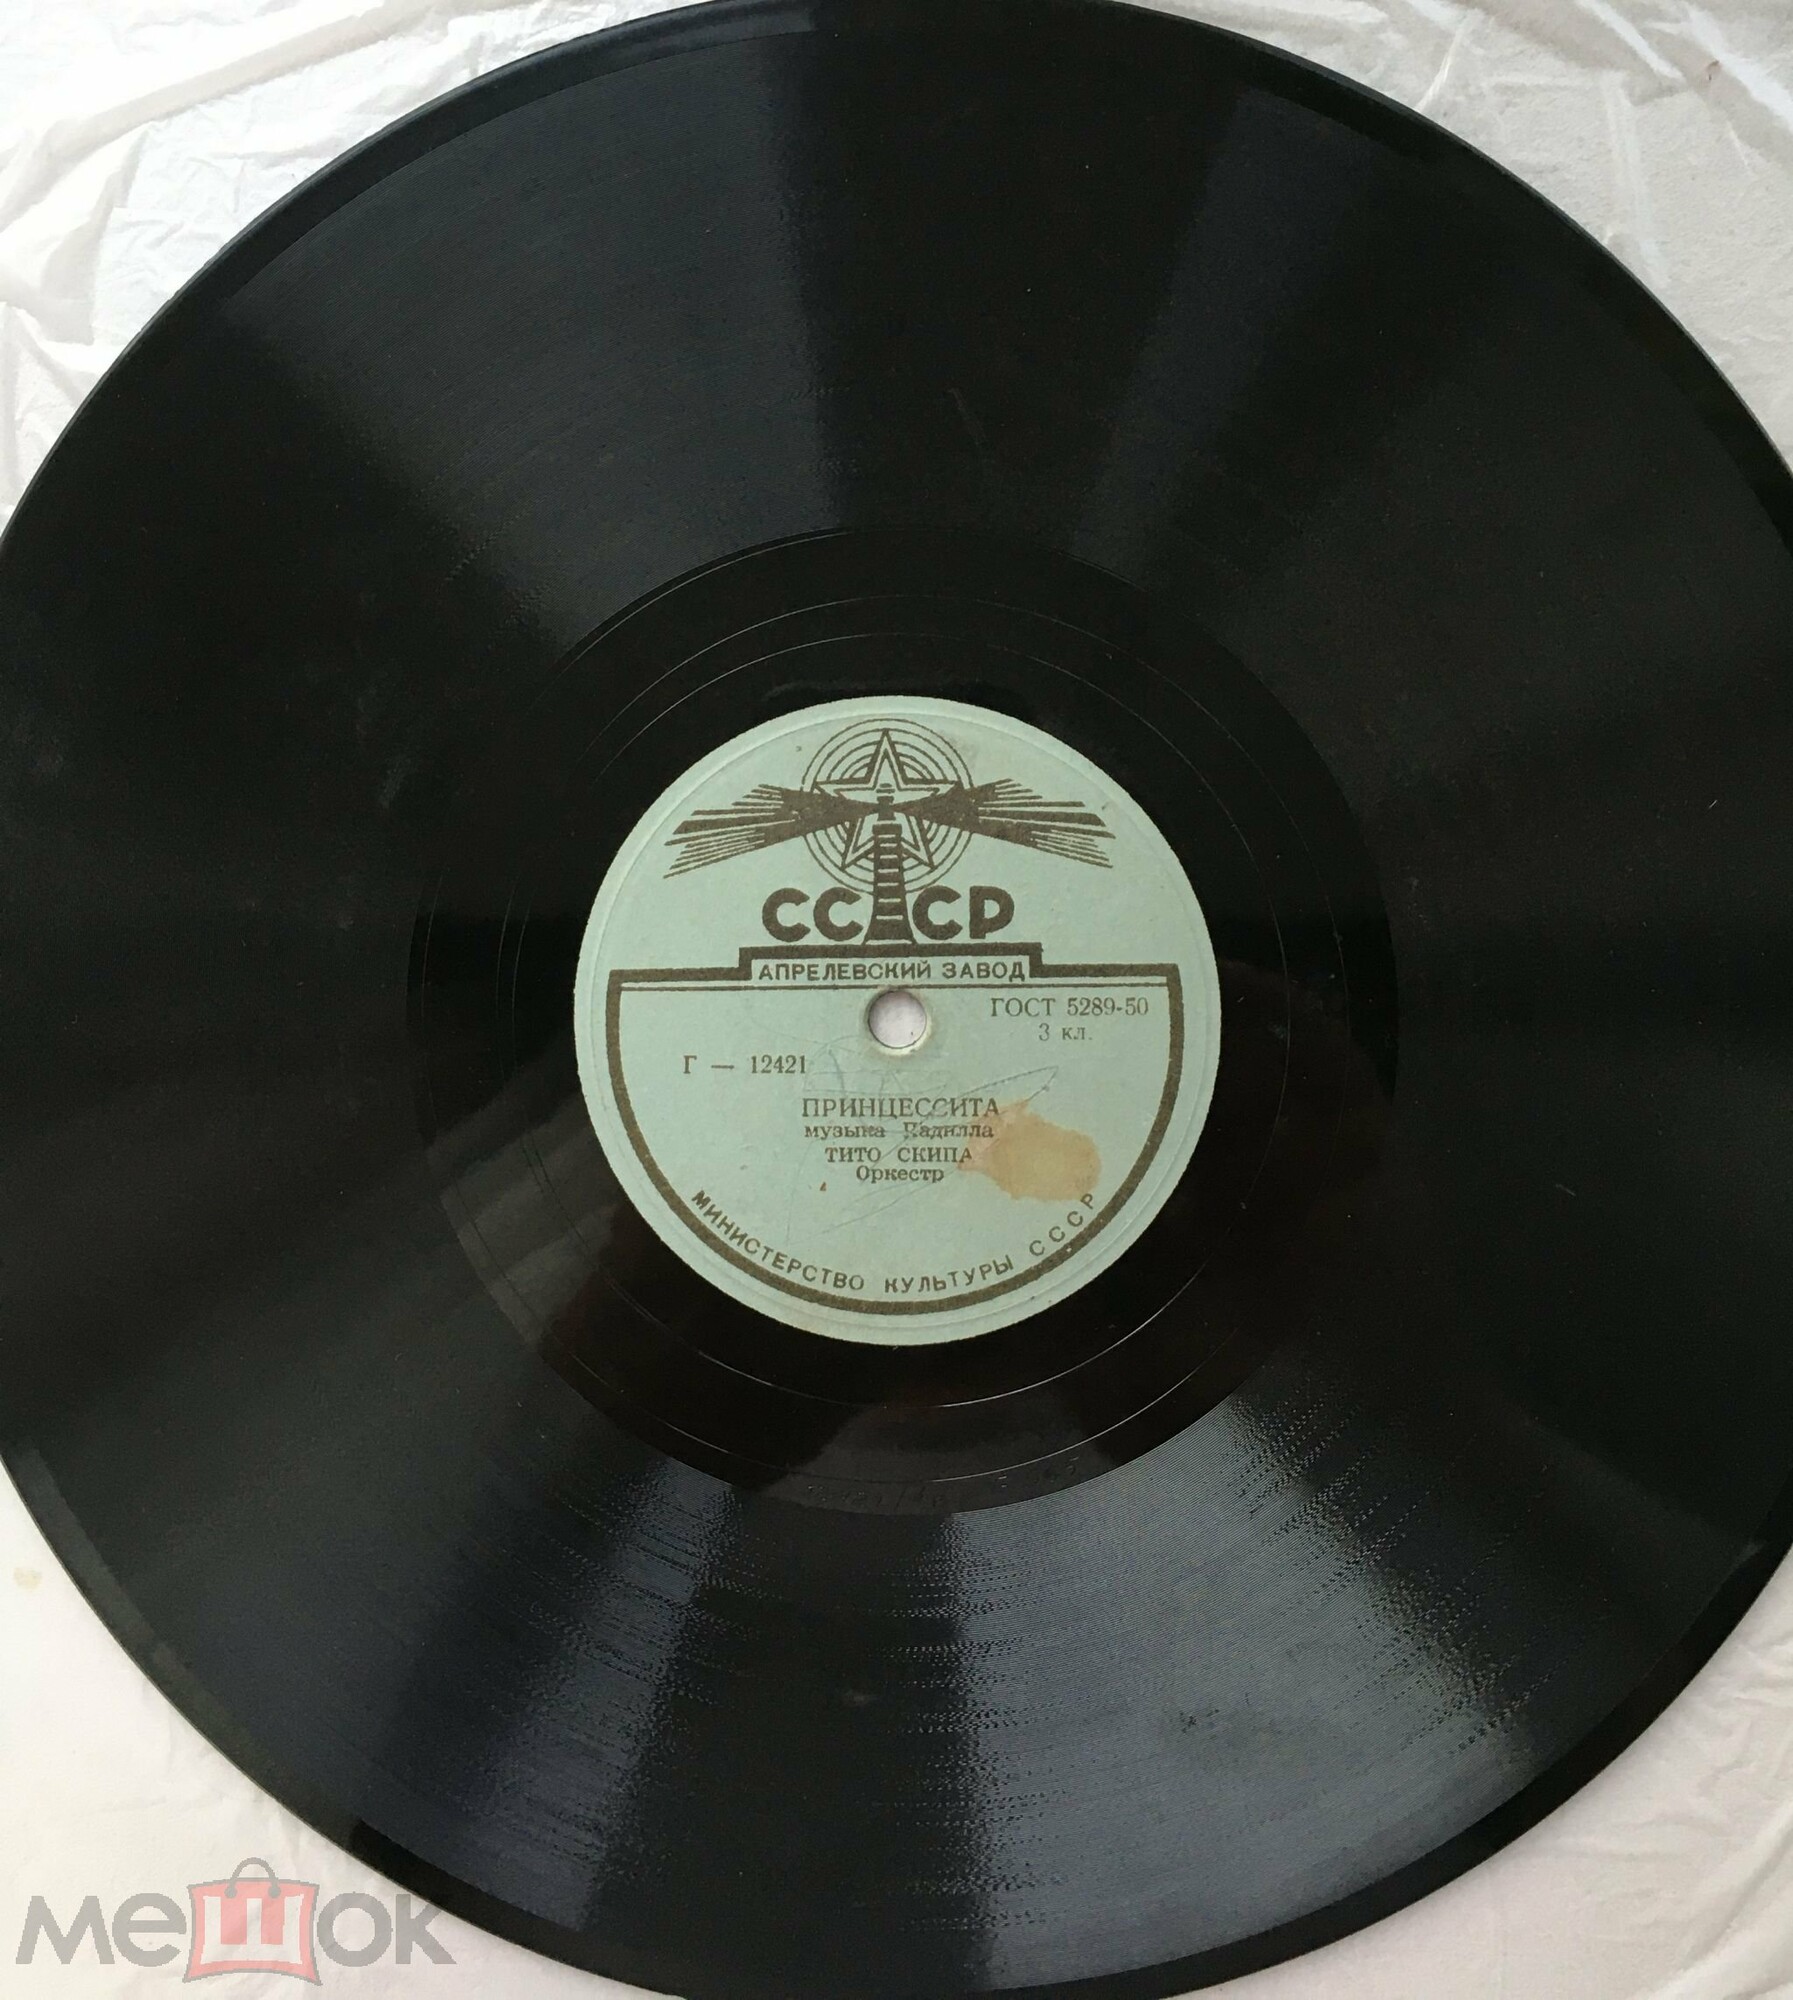 СССР
АПРЕЛЕВСКИЙ ЗАВОД
ГОСТ 5289-50
3 кл.
Г — 12421
ПРИНЦЕССИТА
музыка Падилла
ТИТО СКИПА
Оркестр
МИНИСТЕРСТВО КУЛЬТУРЫ СССР
мешок